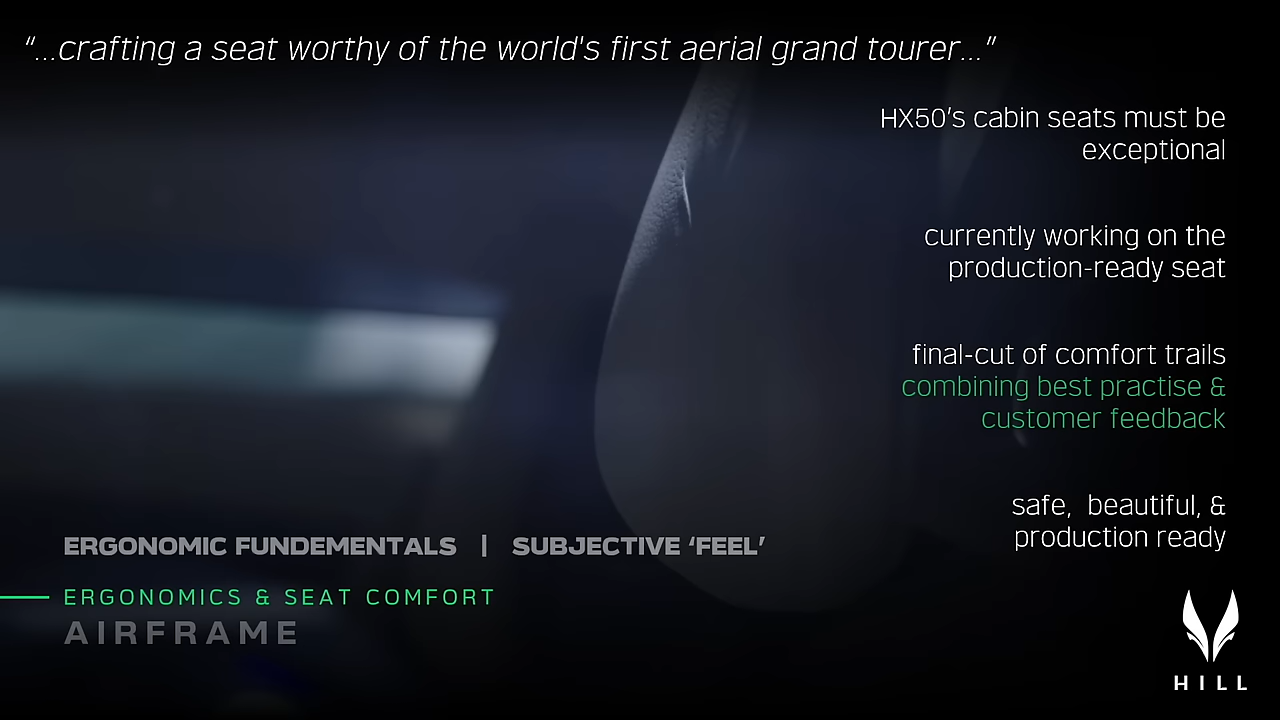 “...crafting a seat worthy of the world's first aerial grand tourer...”
HX50's cabin seats must be
exceptional
currently working on the
production-ready seat
final-cut of comfort trails
combining best practise &
customer feedback
safe,  beautiful, &
production ready
ERGONOMIC FUNDEMENTALS | SUBJECTIVE ‘FEEL’
ERGONOMICS & SEAT COMFORT
AIRFRAME
HILL